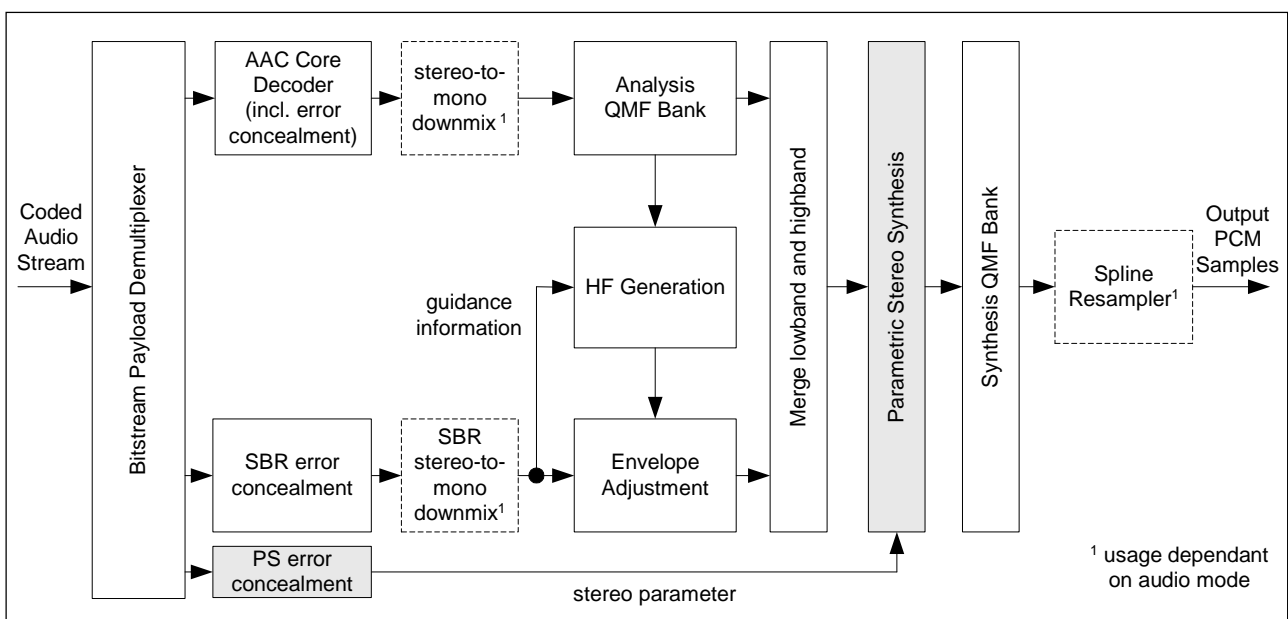 Coded
Audio
Stream
Bitstream Payload Demultiplexer
AAC Core
Decoder
(incl. error
concealment)
stereo-to-
mono
downmix 1
Analysis
QMF Bank
HF Generation
guidance
information
SBR error
concealment
SBR
stereo-to-
mono
downmix1
Envelope
Adjustment
PS error
concealment
stereo parameter
Merge lowband and highband
Parametric Stereo Synthesis
Synthesis QMF Bank
Spline
Resampler1
Output
PCM
Samples
1 usage dependant
on audio mode